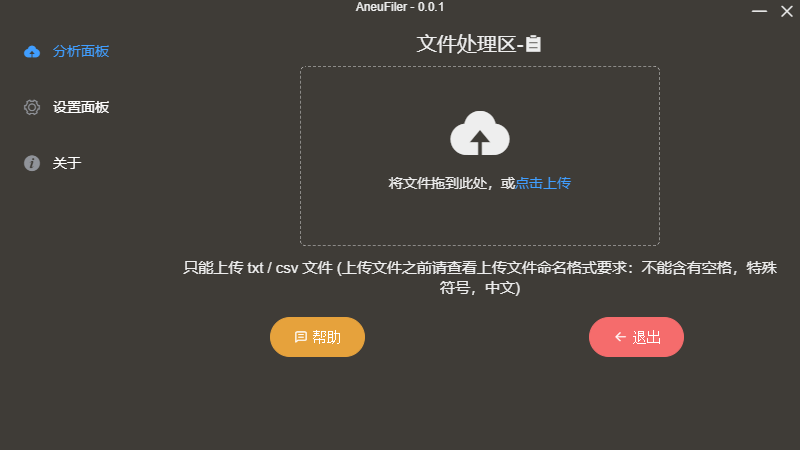 AneuFiler - 0.0.1
分析面板
设置面板
关于
文件处理区-
将文件拖到此处，或点击上传
只能上传 txt / csv 文件 (上传文件之前请查看上传文件命名格式要求：不能含有空格，特殊
符号，中文)
帮助
退出